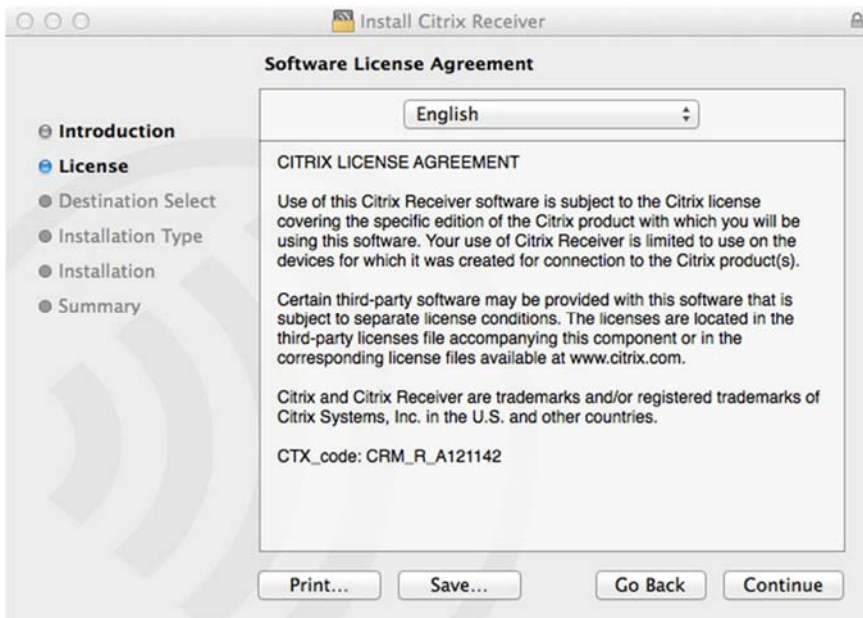 Install Citrix Receiver
Software License Agreement
Introduction
License
Destination Select
Installation Type
Installation
Summary
English
CITRIX LICENSE AGREEMENT
Use of this Citrix Receiver software is subject to the Citrix license
covering the specific edition of the Citrix product with which you will be
using this software. Your use of Citrix Receiver is limited to use on the
devices for which it was created for connection to the Citrix product(s).
Certain third-party software may be provided with this software that is
subject to separate license conditions. The licenses are located in the
third-party licenses file accompanying this component or in the
corresponding license files available at www.citrix.com.
Citrix and Citrix Receiver are trademarks and/or registered trademarks of
Citrix Systems, Inc. in the U.S. and other countries.
CTX_code: CRM_R_A121142
Print...
Save...
Go Back
Continue